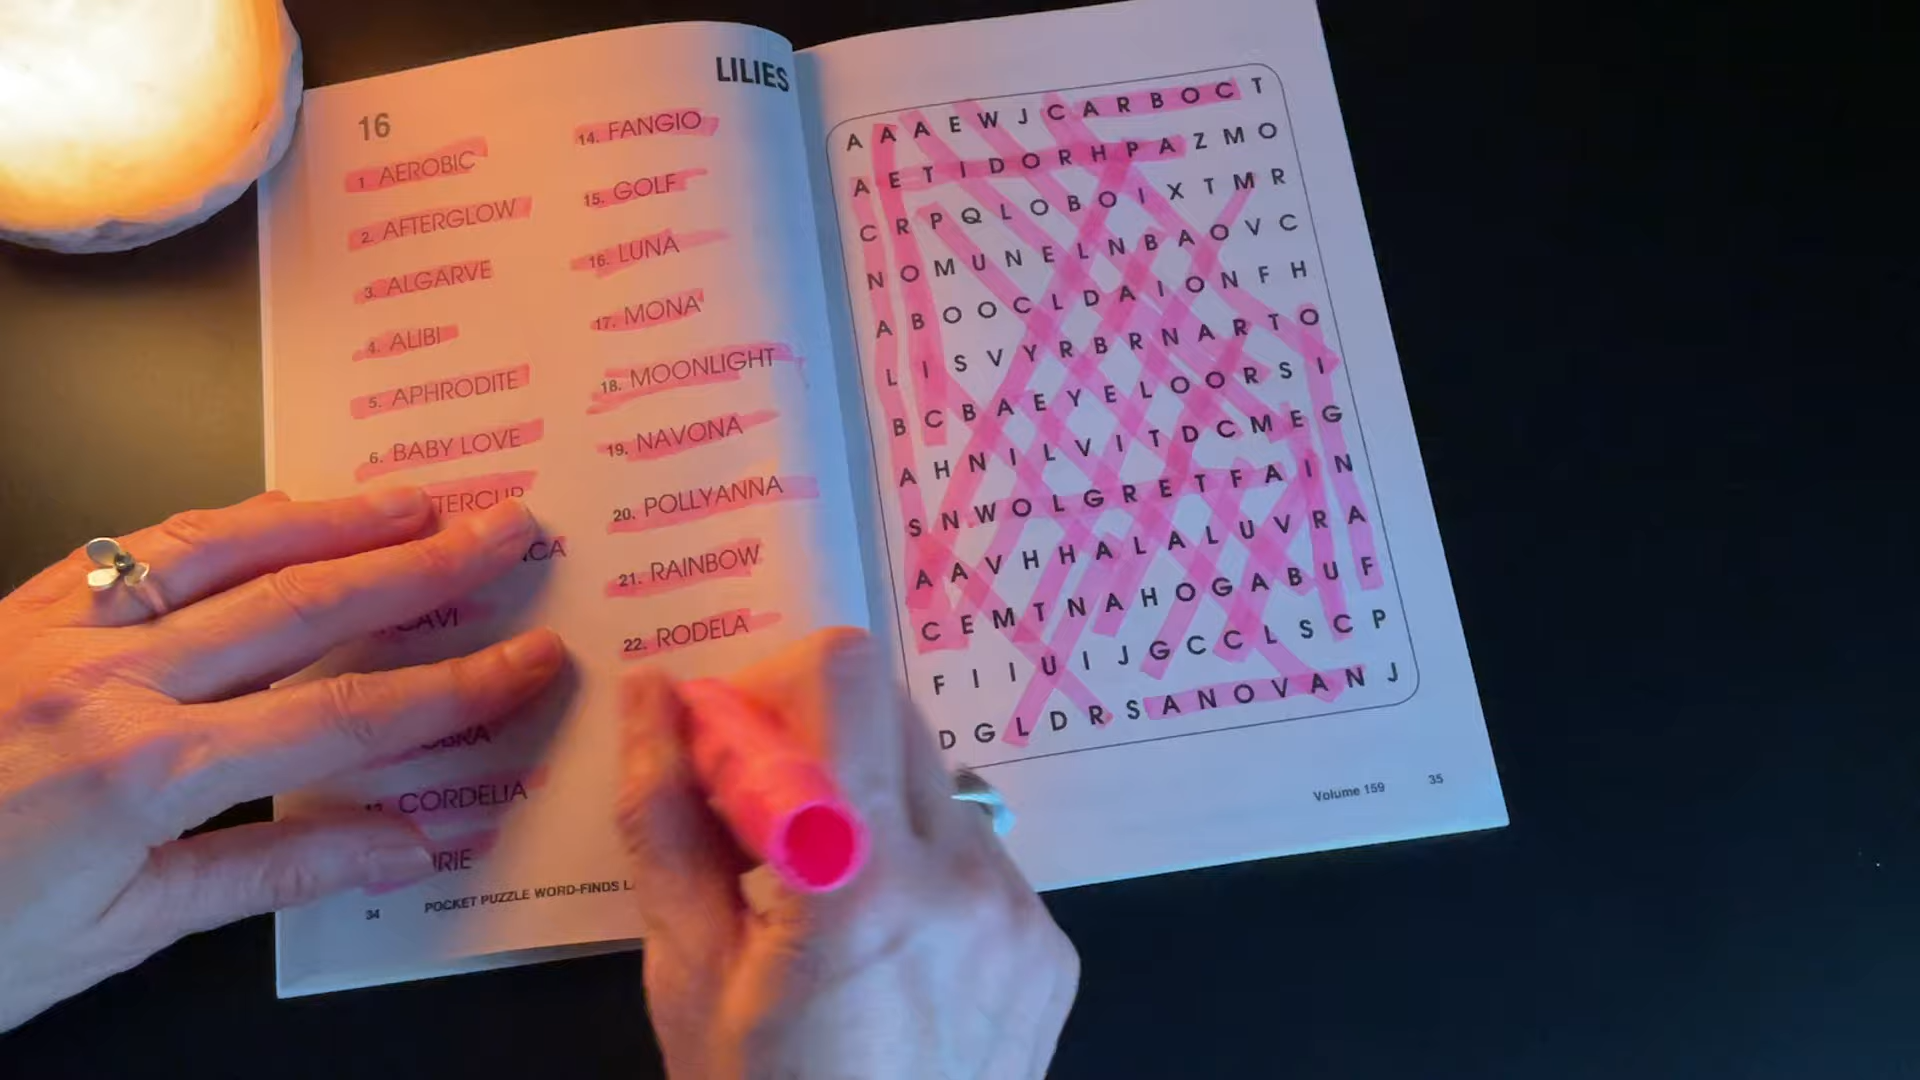 LILIES
16
1. AEROBIC
2. AFTERGLOW
3. ALGARVE
4. ALIBI
5. APHRODITE
6. BABY LOVE
CORDELIA
34 POCKET PUZZLE WORD-FINDS
14. FANGIO
15. GOLF
16. LUNA
17. MONA
18. MOONLIGHT
19. NAVONA
20. POLLYANNA
21. RAINBOW
22. RODELA
A A A E W J C A R B O C T
A E T I D O R H P A Z M O
C R P Q L O B O I X T M R
N O M U N E L N B A O V C
A B O O C L D A I O N F H
L I S V Y R B R N A R T O
B C B A E Y E L O O R S I
A H N I L V I T D C M E G
S N W O L G R E T F A I N
A A V H H A L A L U V R A
C E M T N A H O G A B U F
F I I U I J G C C L S C P
D G L D R S A N O V A N J
Volume 159 35